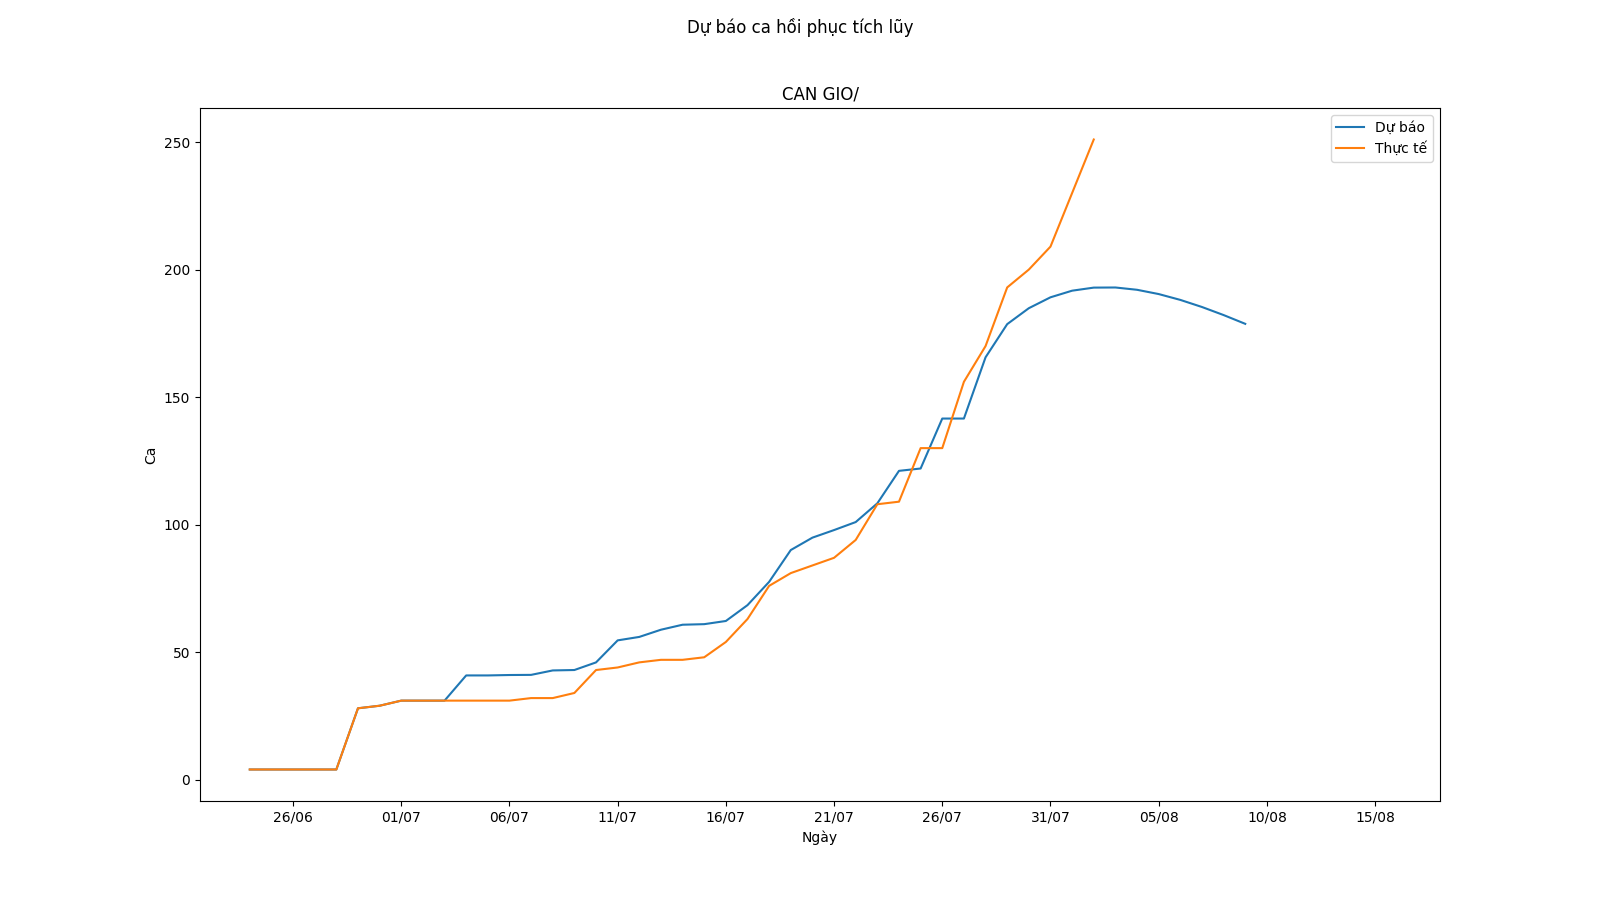 Dự báo ca hồi phục tích lũy
CAN GIO/
Dự báo
Thực tế
250
200
150
100
50
0
Ca
26/06 01/07 06/07 11/07 16/07 21/07 26/07 31/07 05/08 10/08 15/08
Ngày